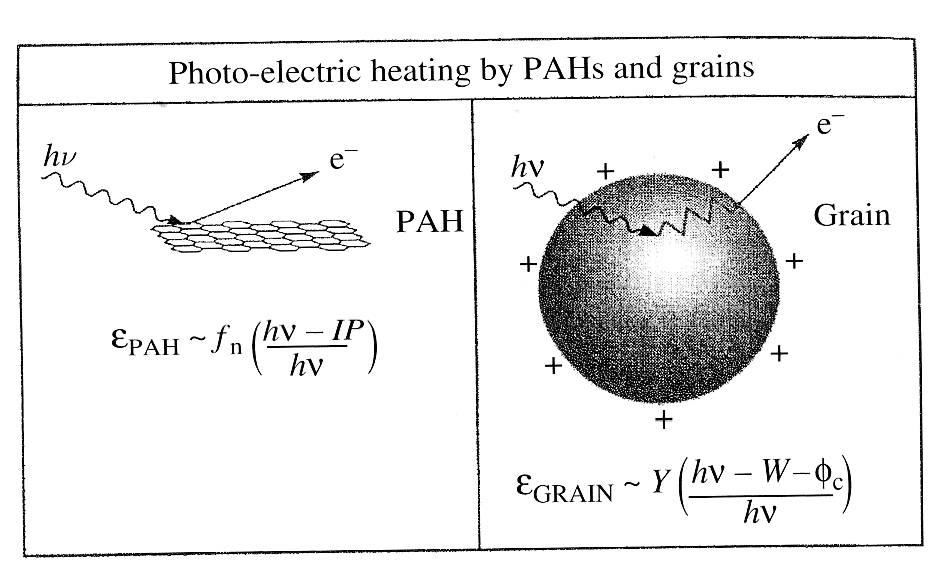 Photo-electric heating by PAHs and grains
hν
e⁻
PAH
ε_PAH ~ f_n ((hν – IP) / hν)
hν
e⁻
+ +
Grain
+ +
+ +
+
ε_GRAIN ~ Y ((hν – W – ϕ_c) / hν)